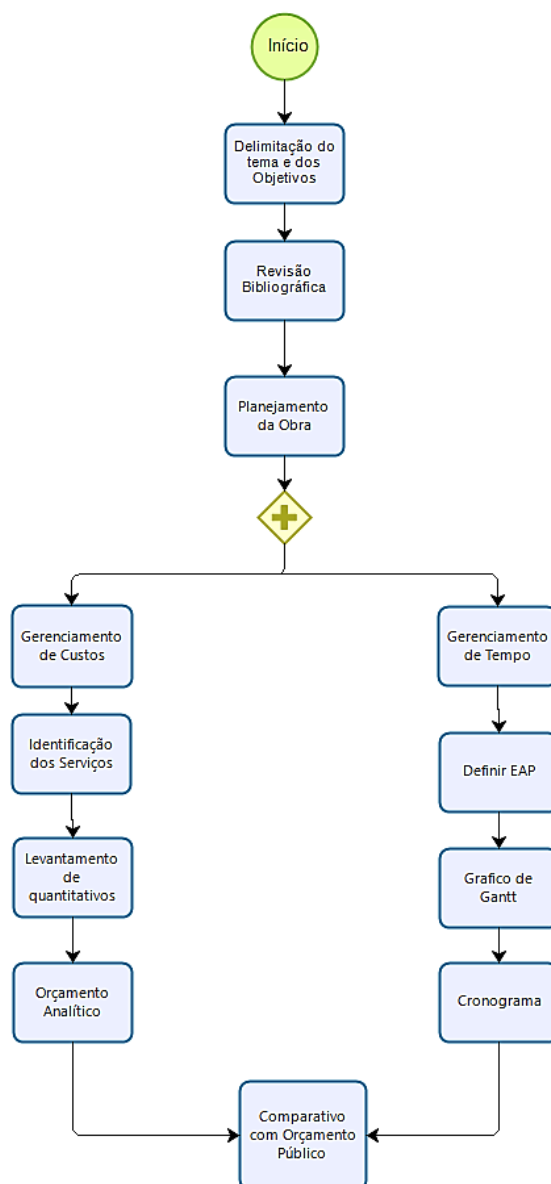 Início
Delimitação do
tema e dos
Objetivos
Revisão
Bibliográfica
Planejamento
da Obra
Gerenciamento
de Custos
Identificação
dos Serviços
Levantamento
de
quantitativos
Orçamento
Analítico
Gerenciamento
de Tempo
Definir EAP
Grafico de
Gantt
Cronograma
Comparativo
com Orçamento
Público